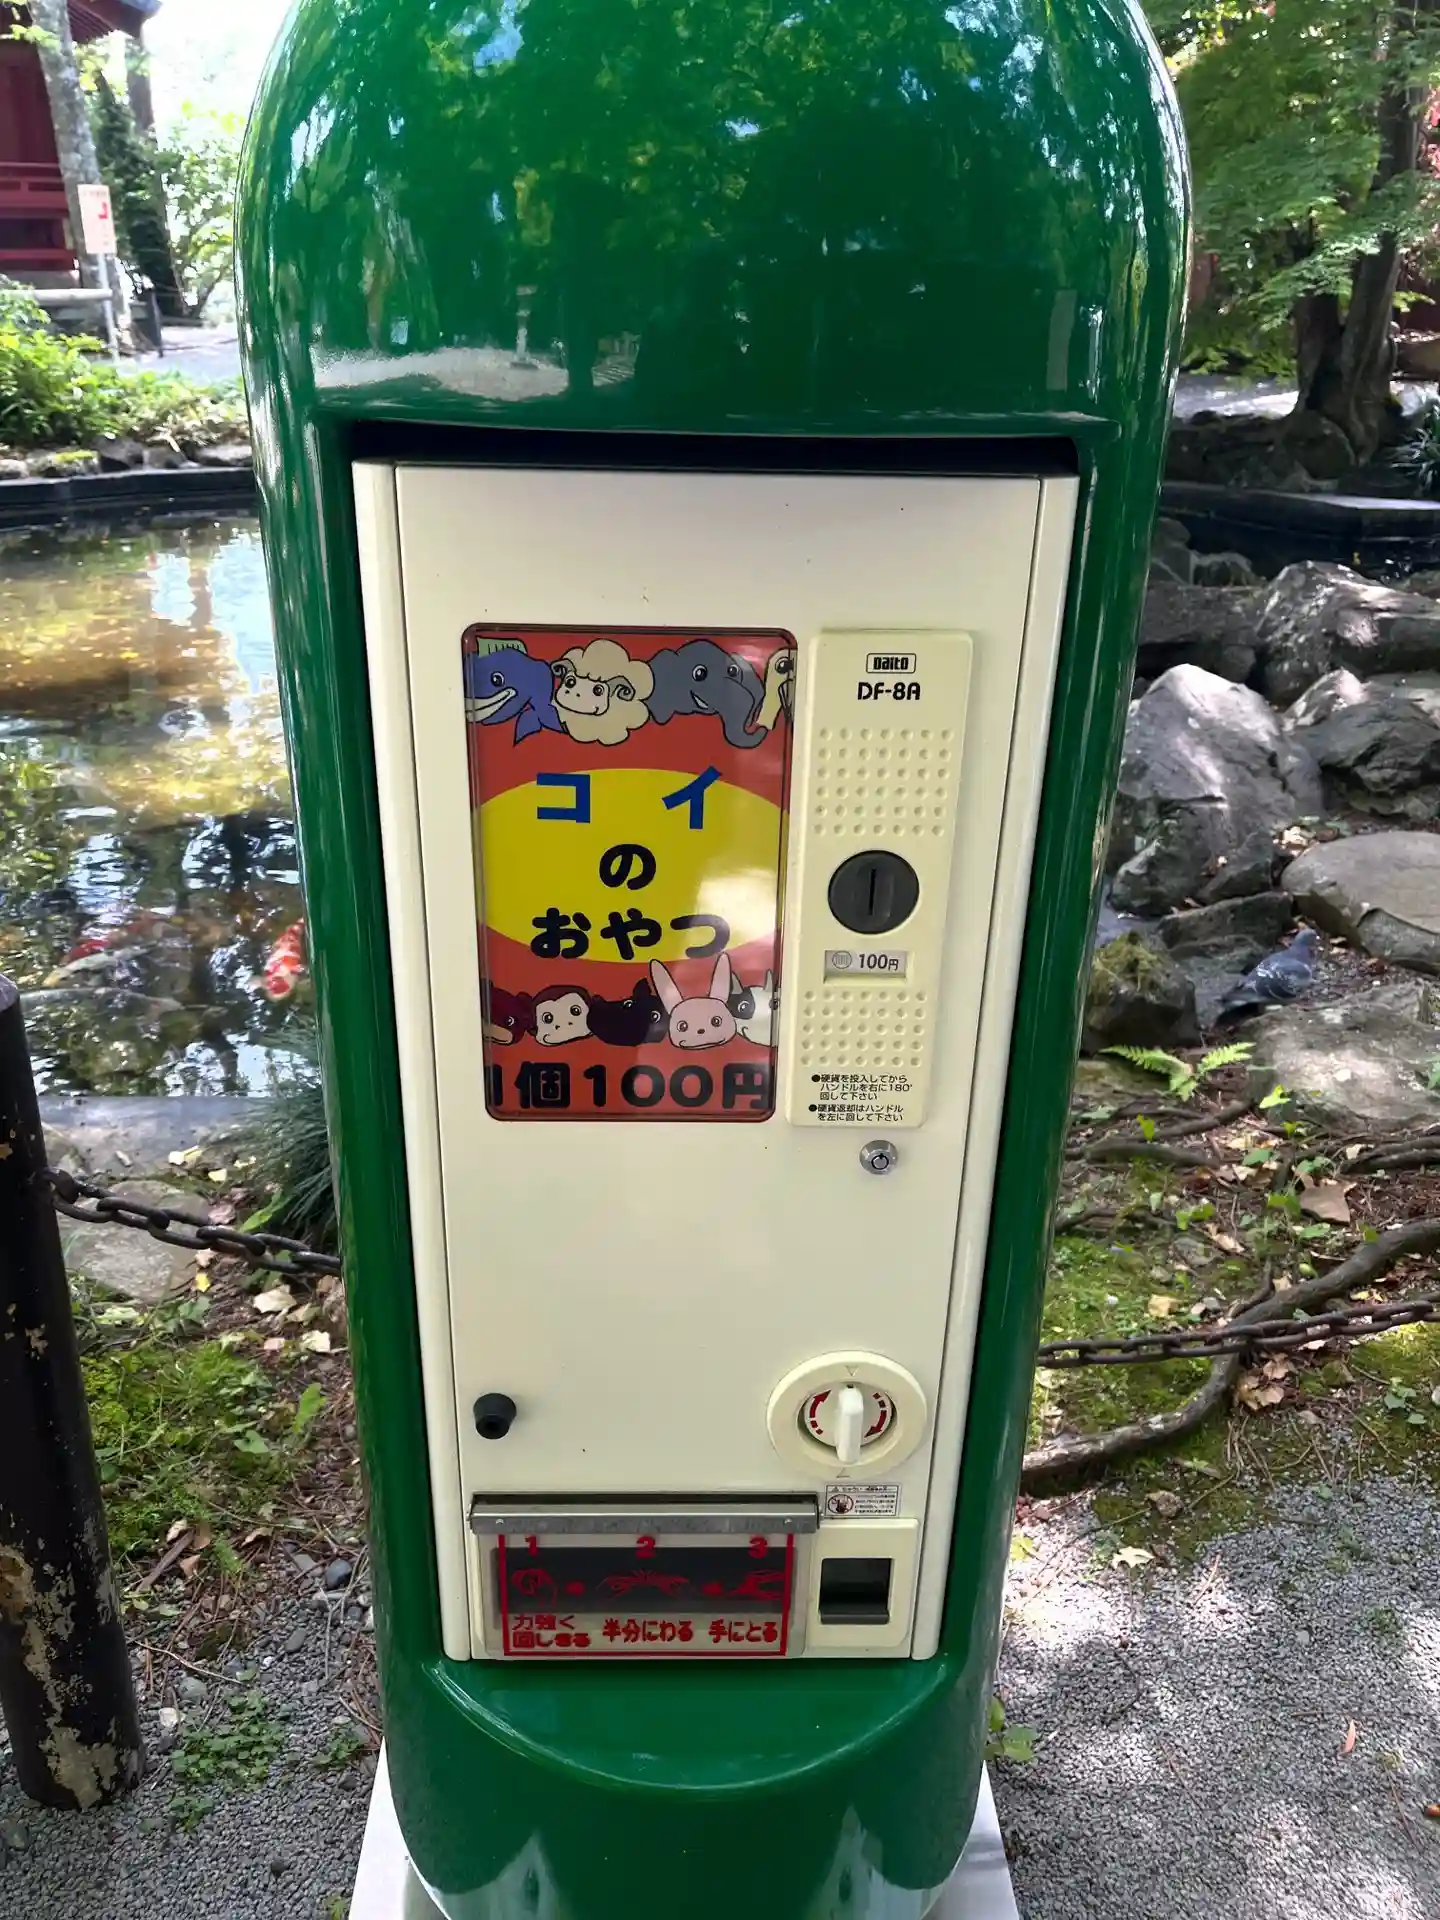 Daito
DF-8A
コイ
の
おやつ
1個100円
100円
●硬貨を投入してから
ハンドルを右に180°
回して下さい
●硬貨返却はハンドル
を左に回して下さい
1 2 3
力強く
回しきる
半分にわる
手にとる